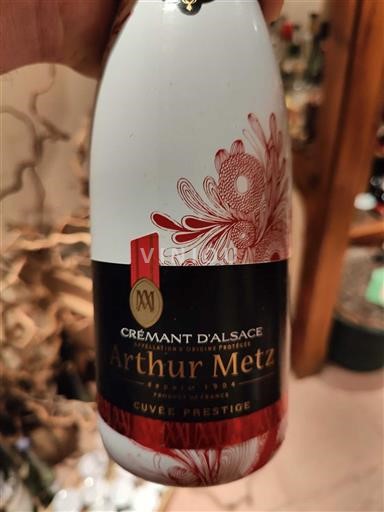 CRÉMANT D'ALSACE
APPELLATION D'ORIGINE PROTÉGÉE
Arthur Metz
DEPUIS 1904
PRODUCT OF FRANCE
CUVÉE PRESTIGE